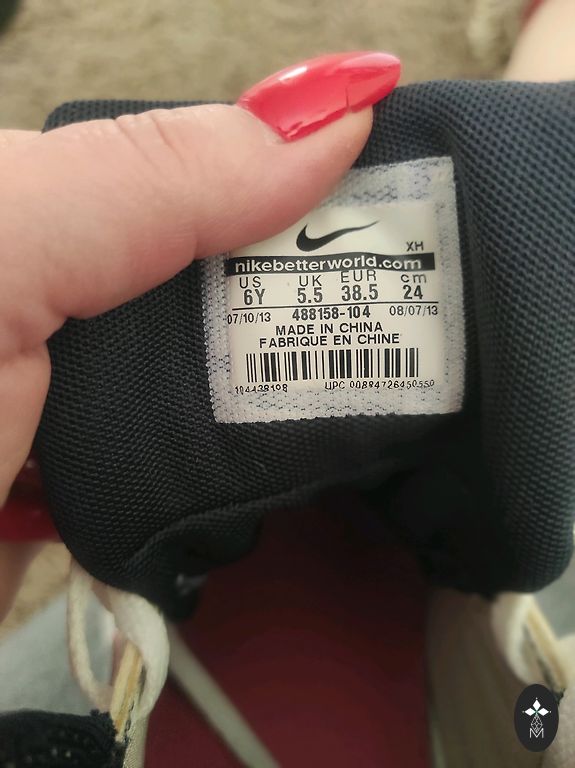 XH
nikebetterworld.com
US UK EUR cm
6Y 5.5 38.5 24
07/10/13 488158-104 08/07/13
MADE IN CHINA
FABRIQUE EN CHINE
UPC
M